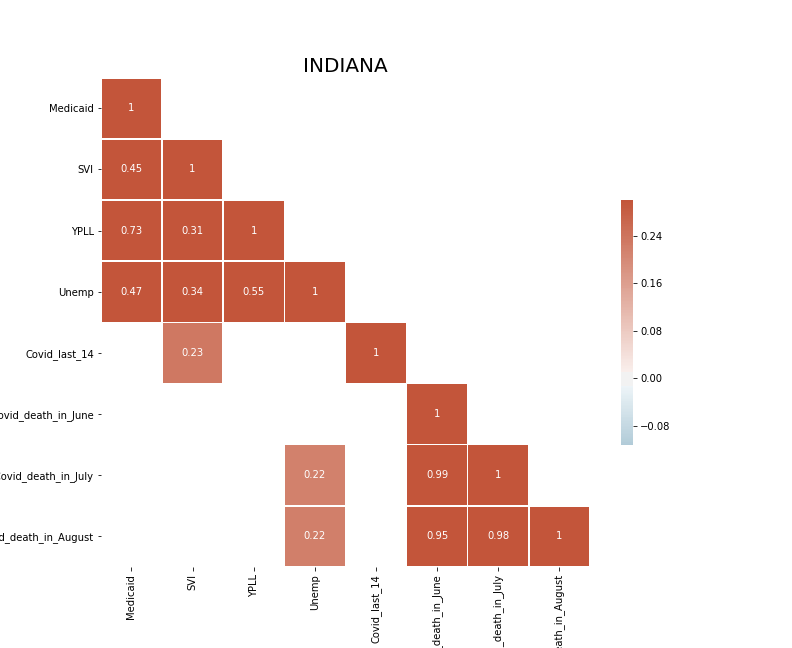 INDIANA
Medicaid 1
SVI 0.45 1
YPLL 0.73 0.31 1
Unemp 0.47 0.34 0.55 1
Covid_last_14 0.23 1
ovid_death_in_June 1
ovid_death_in_July 0.22 0.99 1
d_death_in_August 0.22 0.95 0.98 1
0.24
0.16
0.08
0.00
−0.08
Medicaid
SVI
YPLL
Unemp
Covid_last_14
_death_in_June
_death_in_July
eath_in_August